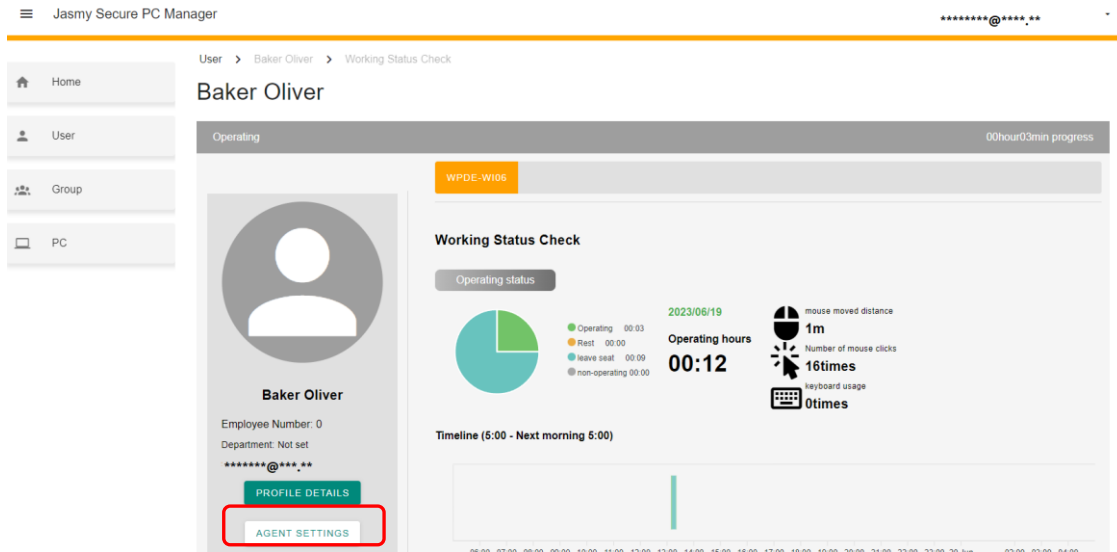 Jasmy Secure PC Manager
********@****.**
Home
User
Group
PC
User > Baker Oliver > Working Status Check
Baker Oliver
Operating 00hour03min progress
Baker Oliver
Employee Number: 0
Department: Not set
*******@***.**
PROFILE DETAILS
AGENT SETTINGS
WPDE-WI06
Working Status Check
Operating status
Operating 00:03
Rest 00:00
leave seat 00:09
non-operating 00:00
2023/06/19
Operating hours
00:12
mouse moved distance
1m
Number of mouse clicks
16times
keyboard usage
0times
Timeline (5:00 - Next morning 5:00)